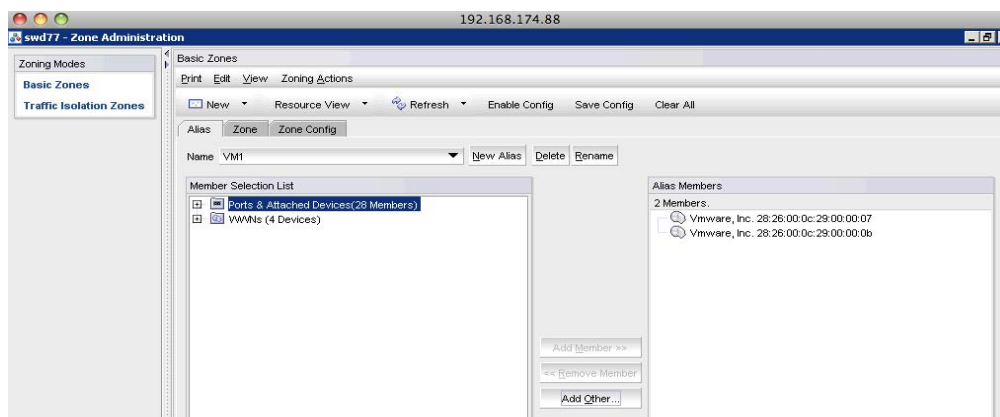 192.168.174.88
swd77 - Zone Administration
Zoning Modes
Basic Zones
Traffic Isolation Zones
Basic Zones
Print Edit View Zoning Actions
New Resource View Refresh Enable Config Save Config Clear All
Alias Zone Zone Config
Name VM1 New Alias Delete Rename
Member Selection List
Ports & Attached Devices(28 Members)
WWNs (4 Devices)
Add Member >>
<< Remove Member
Add Other...
Alias Members
2 Members.
Vmware, Inc. 28:26:00:0c:29:00:00:07
Vmware, Inc. 28:26:00:0c:29:00:00:0b